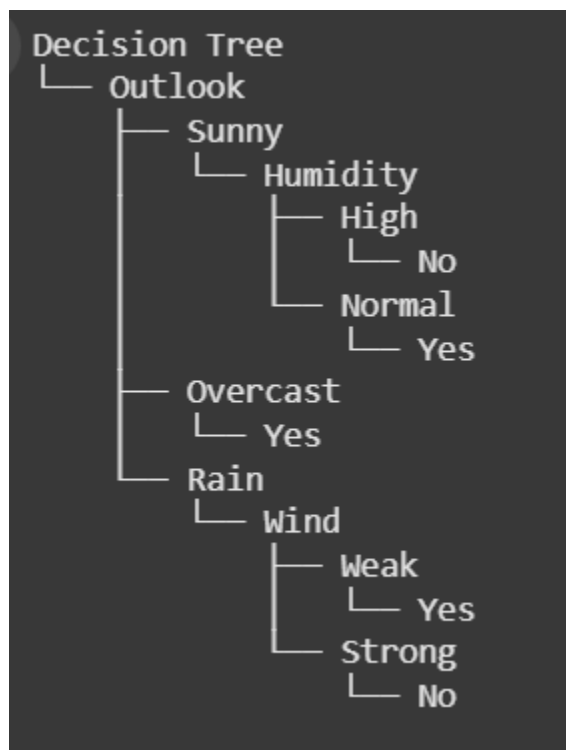 Decision Tree
└── Outlook
├── Sunny
└── Humidity
├── High
└── No
└── Normal
└── Yes
├── Overcast
└── Yes
└── Rain
└── Wind
├── Weak
└── Yes
└── Strong
└── No